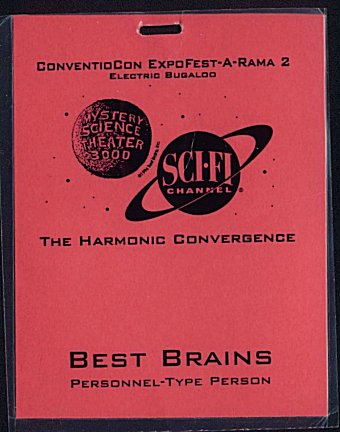 ConventioCon ExpoFest-A-Rama 2
Electric Bugaloo
MYSTERY
SCIENCE
THEATER
3000
SCI-FI
CHANNEL®
The Harmonic Convergence
Best Brains
Personnel-Type Person